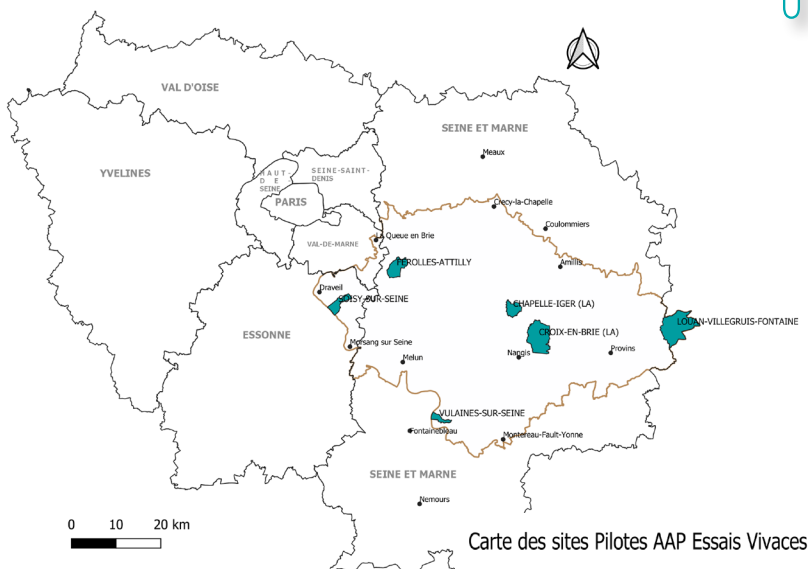 VAL D'OISE
SEINE ET MARNE
Meaux
YVELINES
HAUT-
DE
SEINE
SEINE-SAINT-
DENIS
PARIS
Crecy-la-Chapelle
Coulommiers
VAL-DE-MARNE
La Queue en Brie
FEROLLES-ATTILLY
Amillis
Draveil
SOISY-SUR-SEINE
CHAPELLE-IGER (LA)
LOUAN-VILLEGRUIS-FONTAINE
ESSONNE
CROIX-EN-BRIE (LA)
Morsang sur Seine
Melun
Nangis
Provins
VULAINES-SUR-SEINE
Fontainebleau
Montereau-Fault-Yonne
SEINE ET MARNE
Nemours
0 10 20 km
Carte des sites Pilotes AAP Essais Vivaces